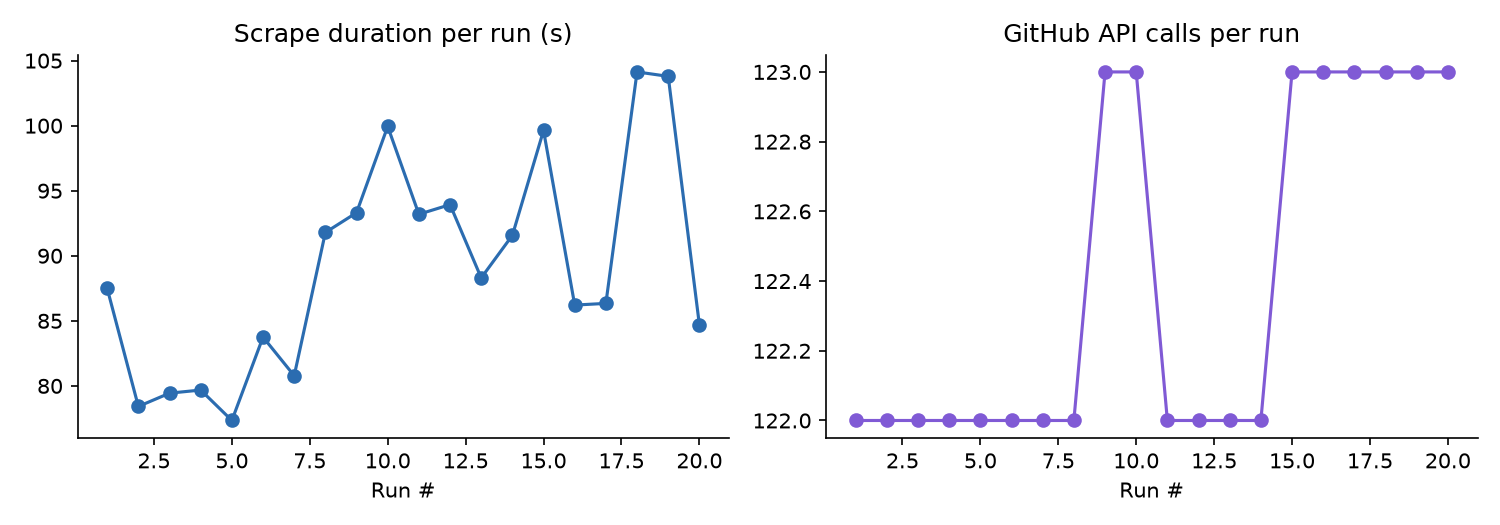 Scrape duration per run (s)
105
100
95
90
85
80
2.5 5.0 7.5 10.0 12.5 15.0 17.5 20.0
Run #
GitHub API calls per run
123.0
122.8
122.6
122.4
122.2
122.0
2.5 5.0 7.5 10.0 12.5 15.0 17.5 20.0
Run #